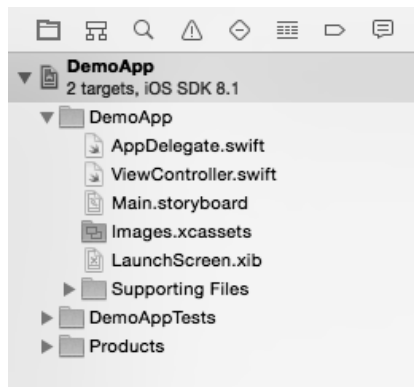 DemoApp
2 targets, iOS SDK 8.1
DemoApp
AppDelegate.swift
ViewController.swift
Main.storyboard
Images.xcassets
LaunchScreen.xib
Supporting Files
DemoAppTests
Products